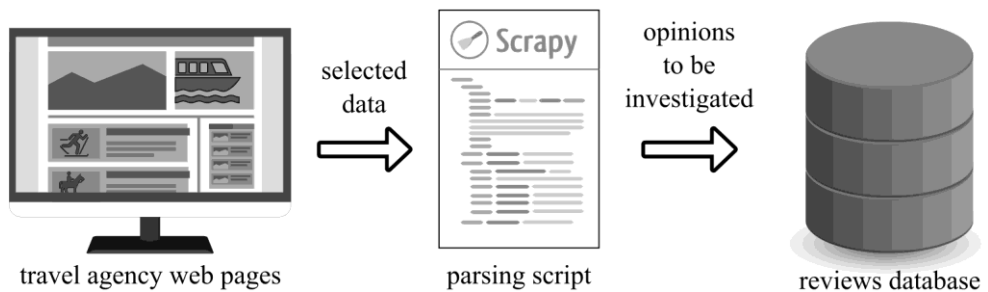 selected
data
Scrapy
opinions
to be
investigated
travel agency web pages
parsing script
reviews database